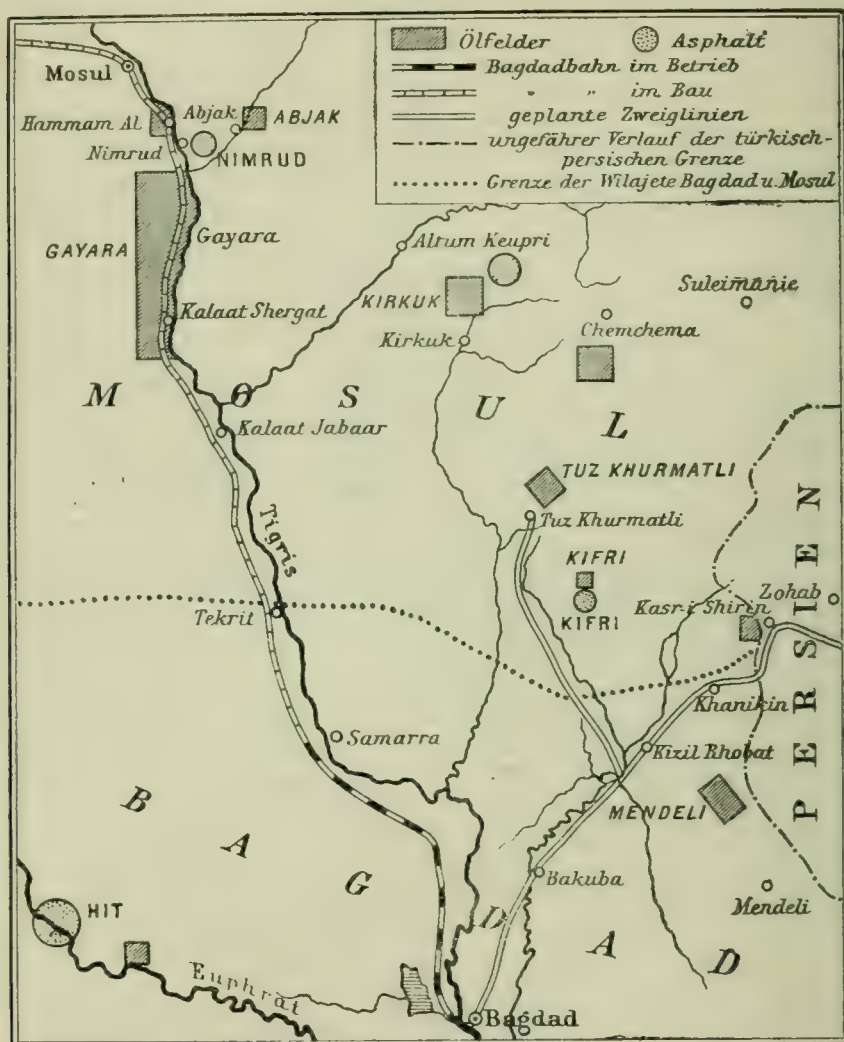 Ölfelder
Asphalt
Bagdadbahn im Betrieb
" " im Bau
geplante Zweiglinien
ungefährer Verlauf der türkisch-
persischen Grenze
Grenze der Wilajete Bagdad u. Mosul
Mosul
Hammam Al
Abjak
ABJAK
Nimrud
NIMRUD
GAYARA
Gayara
Altum Keupri
KIRKUK
Suleimanie
Kalaat Shergat
Kirkuk
Chemchema
MOSUL
Kalaat Jabaar
TUZ KHURMATLI
Tuz Khurmatli
Tigris
KIFRI
KIFRI
Zohab
Kasr-i Shirin
PERSIEN
Tekrit
Khanikin
Samarra
Kizil Rhobat
MENDELI
BAGDAD
Bakuba
Mendeli
HIT
Euphrat
Bagdad